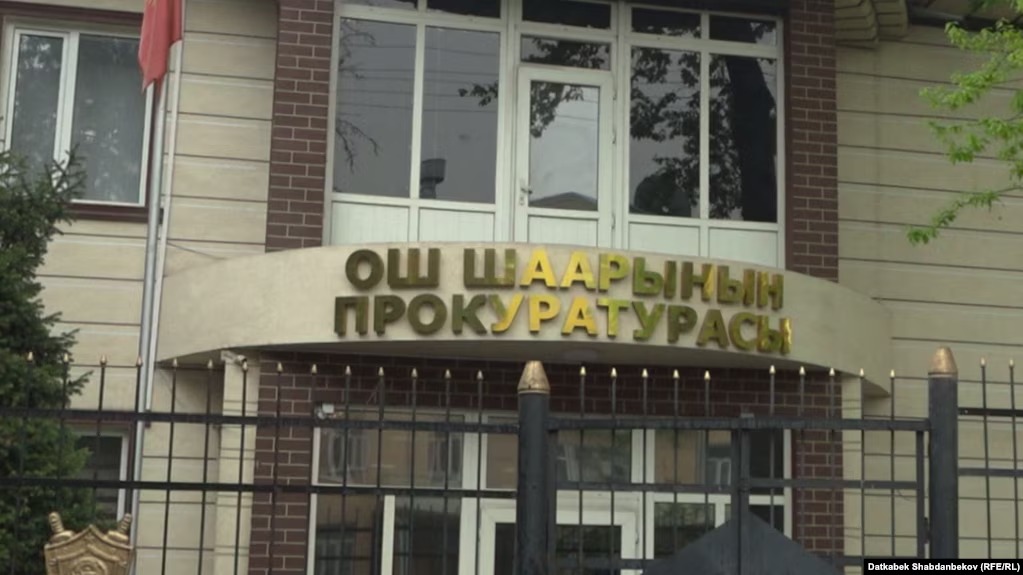 ОШ ШААРЫНЫН
ПРОКУРАТУРАСЫ
Datkabek Shabdanbekov (RFE/RL)